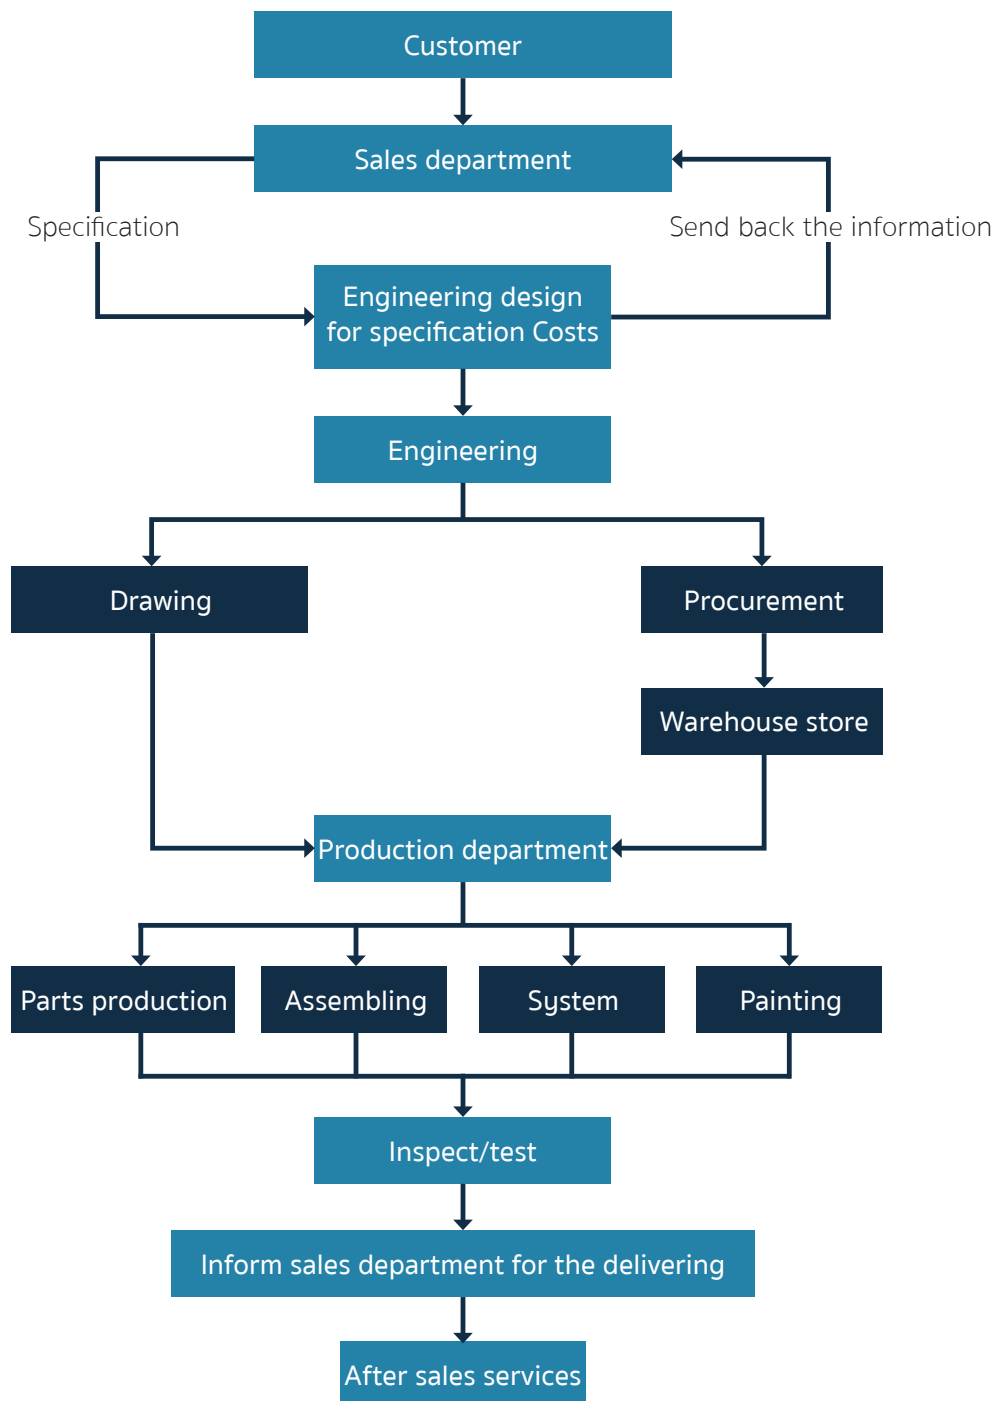 Customer
Sales department
Specification
Send back the information
Engineering design
for specification Costs
Engineering
Drawing
Procurement
Warehouse store
Production department
Parts production
Assembling
System
Painting
Inspect/test
Inform sales department for the delivering
After sales services